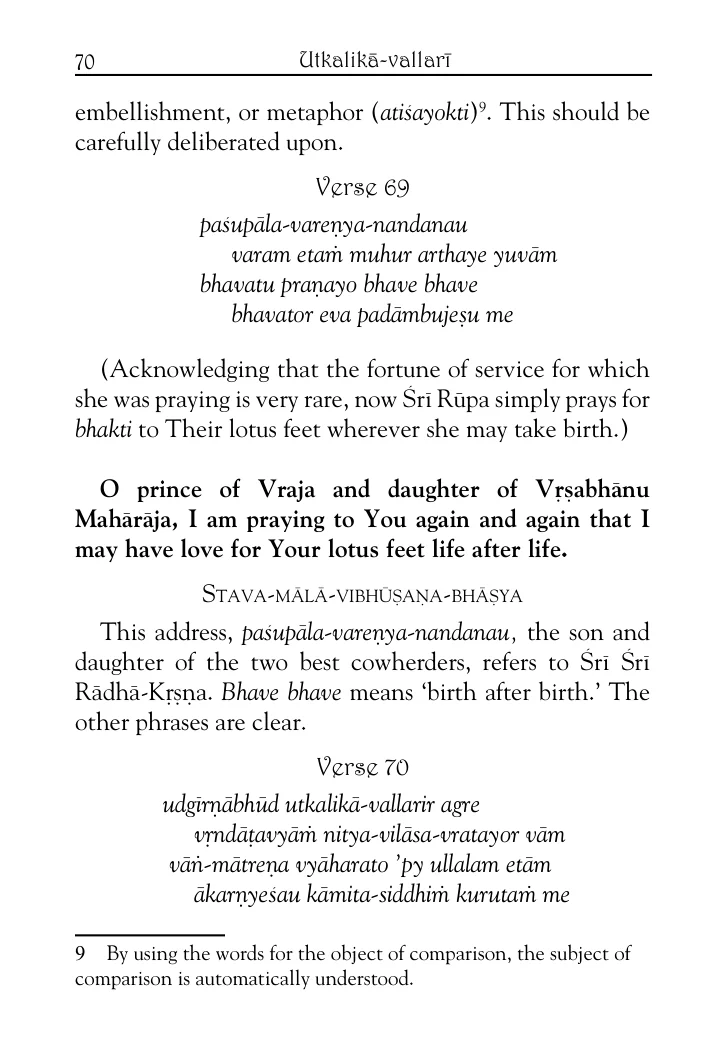 70 Utkalikā-vallarī
embellishment, or metaphor (atiśayokti)9. This should be
carefully deliberated upon.
Verse 69
paśupāla-vareṇya-nandanau
varam etaṁ muhur arthaye yuvām
bhavatu praṇayo bhave bhave
bhavator eva padāmbujeṣu me
(Acknowledging that the fortune of service for which
she was praying is very rare, now Śrī Rūpa simply prays for
bhakti to Their lotus feet wherever she may take birth.)
O prince of Vraja and daughter of Vṛṣabhānu
Mahārāja, I am praying to You again and again that I
may have love for Your lotus feet life after life.
Stava-mālā-vibhūṣaṇa-bhāṣya
This address, paśupāla-vareṇya-nandanau, the son and
daughter of the two best cowherders, refers to Śrī Śrī
Rādhā-Kṛṣṇa. Bhave bhave means ‘birth after birth.’ The
other phrases are clear.
Verse 70
udgīrṇābhūd utkalikā-vallarir agre
vṛndāṭavyāṁ nitya-vilāsa-vratayor vām
vāṅ-mātreṇa vyāharato ’py ullalam etām
ākarṇyeśau kāmita-siddhiṁ kurutaṁ me
9 By using the words for the object of comparison, the subject of
comparison is automatically understood.